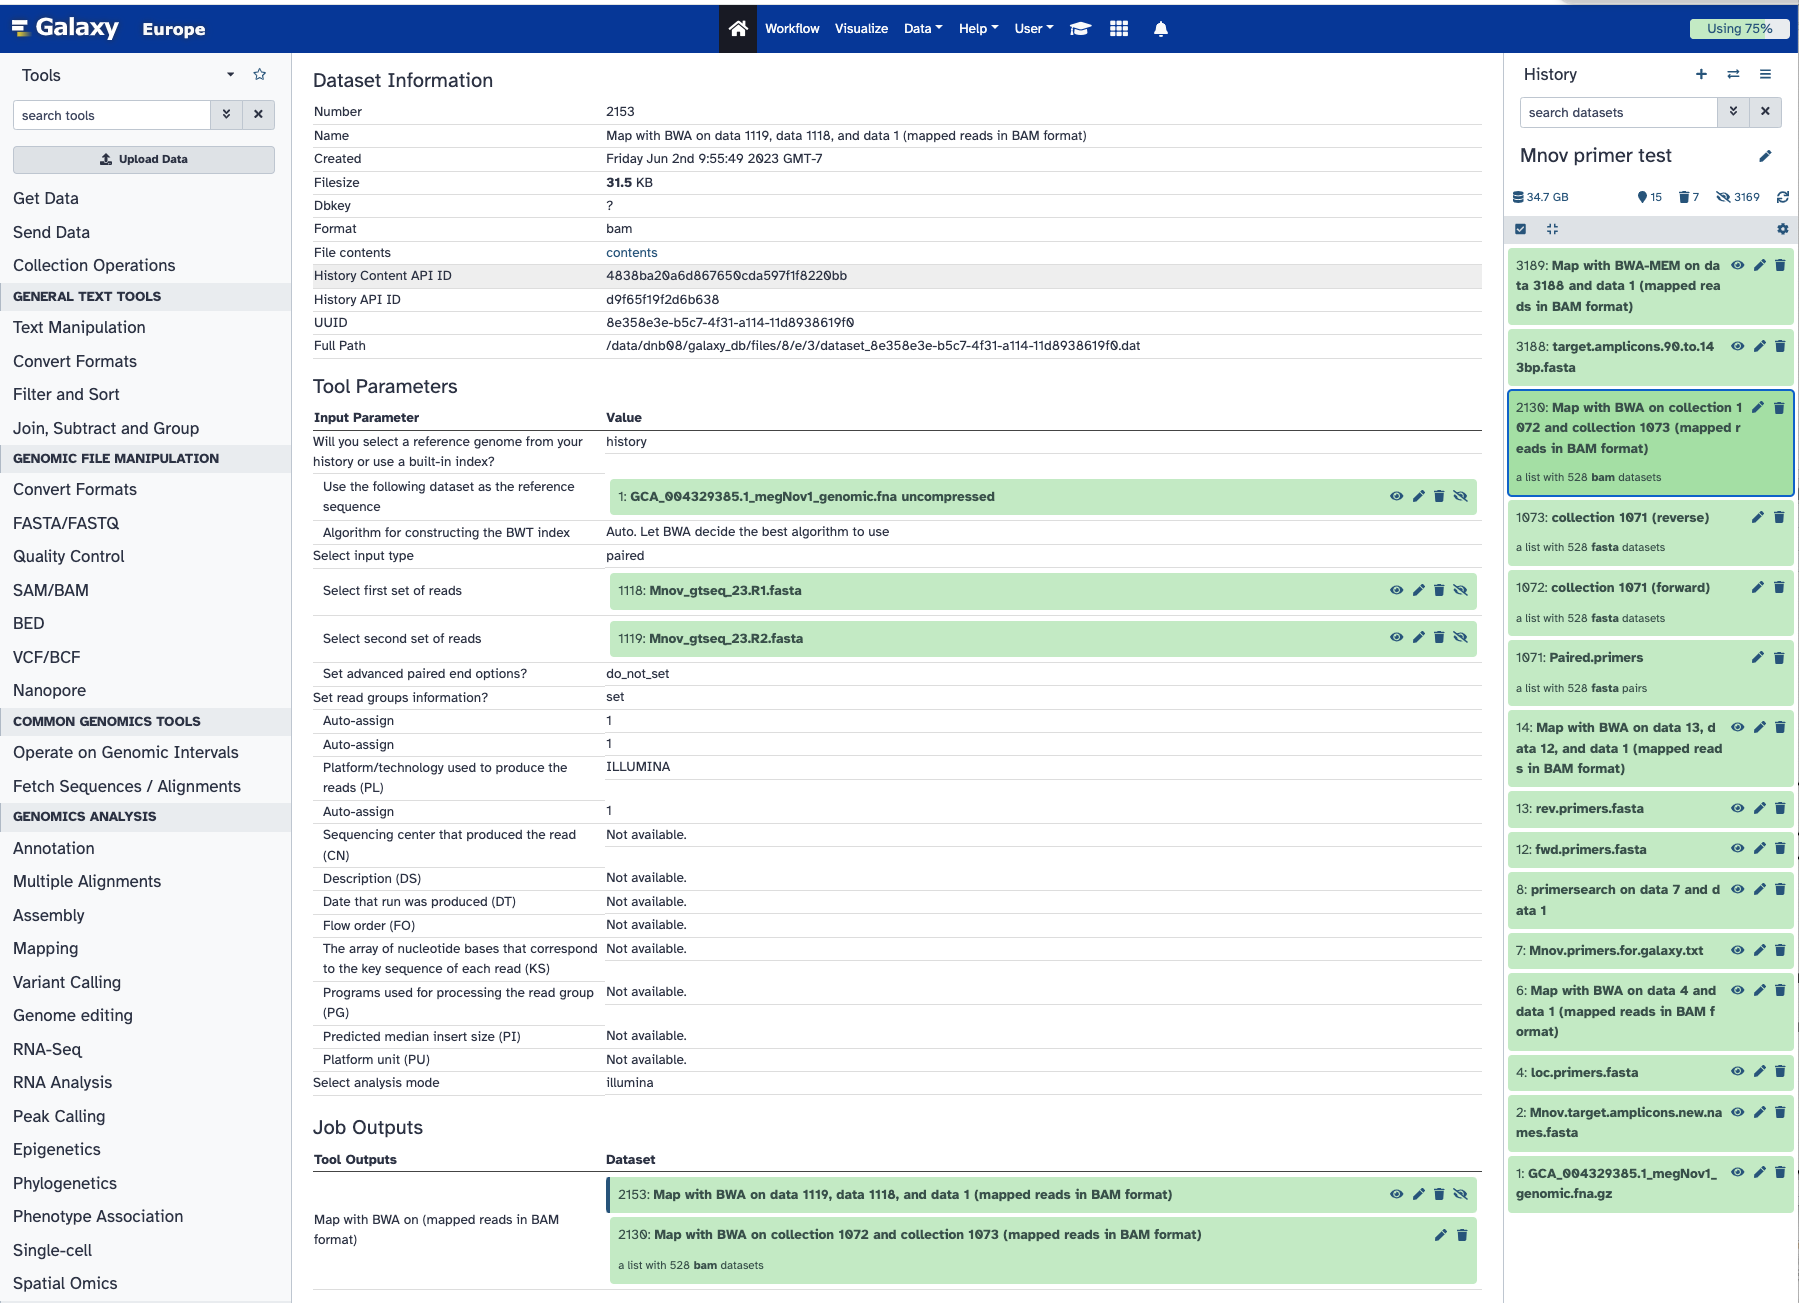 Galaxy Europe
Workflow Visualize Data Help User
Using 75%
Tools
search tools
Upload Data
Get Data
Send Data
Collection Operations
GENERAL TEXT TOOLS
Text Manipulation
Convert Formats
Filter and Sort
Join, Subtract and Group
GENOMIC FILE MANIPULATION
Convert Formats
FASTA/FASTQ
Quality Control
SAM/BAM
BED
VCF/BCF
Nanopore
COMMON GENOMICS TOOLS
Operate on Genomic Intervals
Fetch Sequences / Alignments
GENOMICS ANALYSIS
Annotation
Multiple Alignments
Assembly
Mapping
Variant Calling
Genome editing
RNA-Seq
RNA Analysis
Peak Calling
Epigenetics
Phylogenetics
Phenotype Association
Single-cell
Spatial Omics
Dataset Information
Number 2153
Name Map with BWA on data 1119, data 1118, and data 1 (mapped reads in BAM format)
Created Friday Jun 2nd 9:55:49 2023 GMT-7
Filesize 31.5 KB
Dbkey ?
Format bam
File contents contents
History Content API ID 4838ba20a6d867650cda597f1f8220bb
History API ID d9f65f19f2d6b638
UUID 8e358e3e-b5c7-4f31-a114-11d8938619f0
Full Path /data/dnb08/galaxy_db/files/8/e/3/dataset_8e358e3e-b5c7-4f31-a114-11d8938619f0.dat
Tool Parameters
Input Parameter Value
Will you select a reference genome from your history
history or use a built-in index?
Use the following dataset as the reference
sequence
1: GCA_004329385.1_megNov1_genomic.fna uncompressed
Algorithm for constructing the BWT index Auto. Let BWA decide the best algorithm to use
Select input type paired
Select first set of reads 1118: Mnov_gtseq_23.R1.fasta
Select second set of reads 1119: Mnov_gtseq_23.R2.fasta
Set advanced paired end options? do_not_set
Set read groups information? set
Auto-assign 1
Auto-assign 1
Platform/technology used to produce the ILLUMINA
reads (PL)
Auto-assign 1
Sequencing center that produced the read Not available.
(CN)
Description (DS) Not available.
Date that run was produced (DT) Not available.
Flow order (FO) Not available.
The array of nucleotide bases that correspond Not available.
to the key sequence of each read (KS)
Programs used for processing the read group Not available.
(PG)
Predicted median insert size (PI) Not available.
Platform unit (PU) Not available.
Select analysis mode illumina
Job Outputs
Tool Outputs Dataset
Map with BWA on (mapped reads in BAM
format)
2153: Map with BWA on data 1119, data 1118, and data 1 (mapped reads in BAM format)
2130: Map with BWA on collection 1072 and collection 1073 (mapped reads in BAM format)
a list with 528 bam datasets
History
search datasets
Mnov primer test
34.7 GB 15 7 3169
3189: Map with BWA-MEM on da
ta 3188 and data 1 (mapped rea
ds in BAM format)
3188: target.amplicons.90.to.14
3bp.fasta
2130: Map with BWA on collection 1
072 and collection 1073 (mapped r
eads in BAM format)
a list with 528 bam datasets
1073: collection 1071 (reverse)
a list with 528 fasta datasets
1072: collection 1071 (forward)
a list with 528 fasta datasets
1071: Paired.primers
a list with 528 fasta pairs
14: Map with BWA on data 13, d
ata 12, and data 1 (mapped read
s in BAM format)
13: rev.primers.fasta
12: fwd.primers.fasta
8: primersearch on data 7 and d
ata 1
7: Mnov.primers.for.galaxy.txt
6: Map with BWA on data 4 and
data 1 (mapped reads in BAM f
ormat)
4: loc.primers.fasta
2: Mnov.target.amplicons.new.na
mes.fasta
1: GCA_004329385.1_megNov1_
genomic.fna.gz